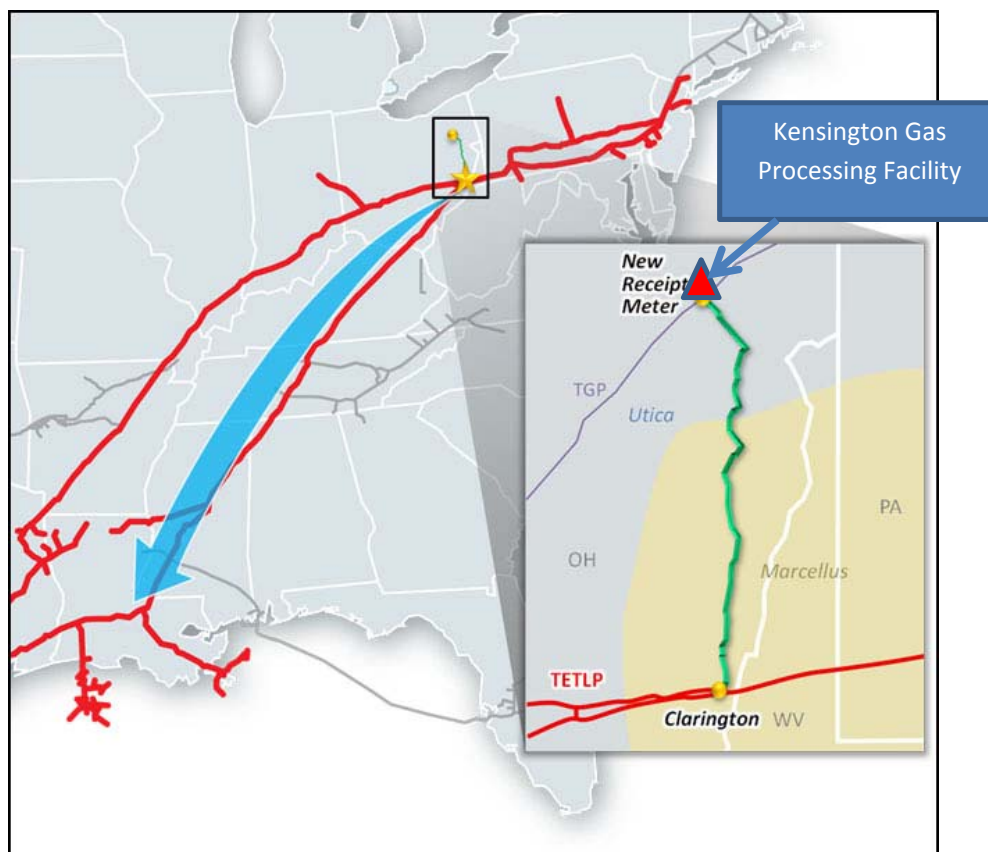 Kensington Gas
Processing Facility
New
Receipt
Meter
TGP
Utica
PA
OH
Marcellus
TETLP
Clarington
WV